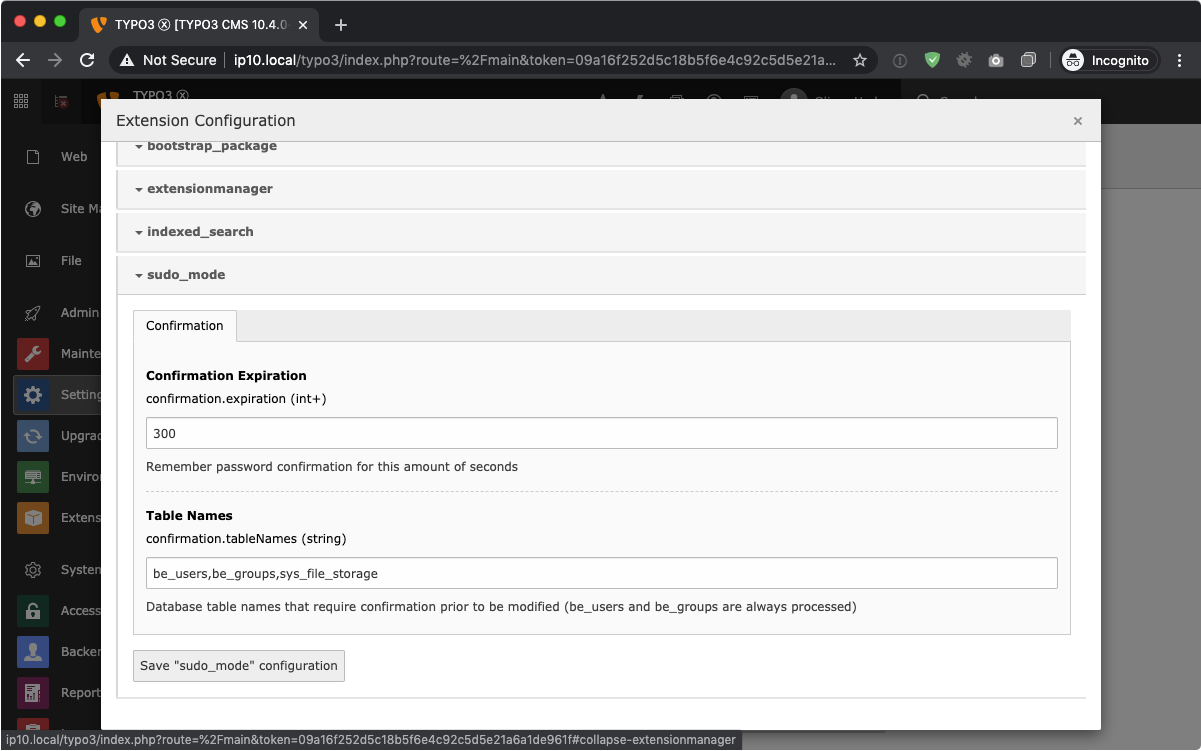 TYPO3 ⓧ [TYPO3 CMS 10.4.0
Not Secure ip10.local/typo3/index.php?route=%2Fmain&token=09a16f252d5c18b5f6e4c92c5d5e21a...
Incognito
TYPO3 ⓧ
Extension Configuration
Web
Site Ma
File
Admin
Mainte
Setting
Upgrad
Enviro
Extens
System
Access
Backen
Report
bootstrap_package
extensionmanager
indexed_search
sudo_mode
Confirmation
Confirmation Expiration
confirmation.expiration (int+)
300
Remember password confirmation for this amount of seconds
Table Names
confirmation.tableNames (string)
be_users,be_groups,sys_file_storage
Database table names that require confirmation prior to be modified (be_users and be_groups are always processed)
Save "sudo_mode" configuration
ip10.local/typo3/index.php?route=%2Fmain&token=09a16f252d5c18b5f6e4c92c5d5e21a6a1de961f#collapse-extensionmanager